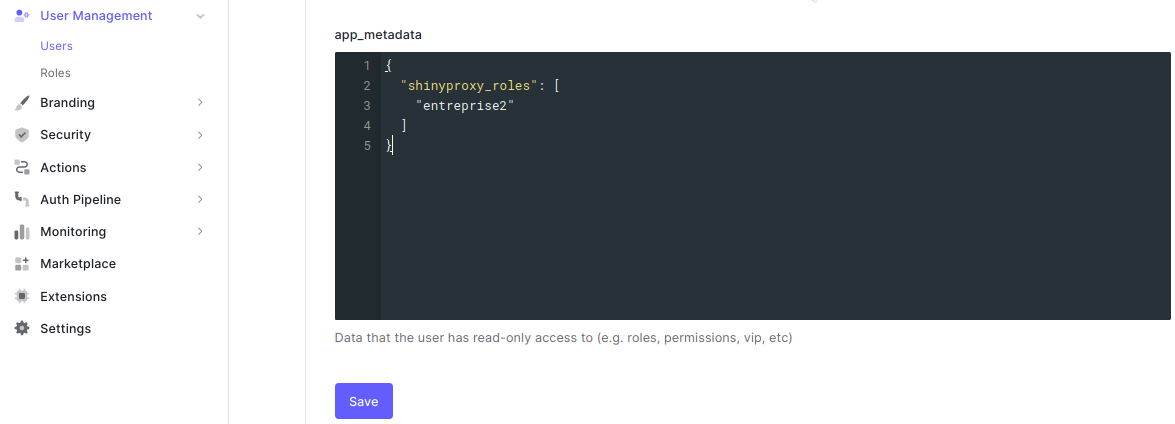 User Management
Users
Roles
Branding
Security
Actions
Auth Pipeline
Monitoring
Marketplace
Extensions
Settings
app_metadata
1 {
2 "shinyproxy_roles": [
3 "entreprise2"
4 ]
5 }
Data that the user has read-only access to (e.g. roles, permissions, vip, etc)
Save